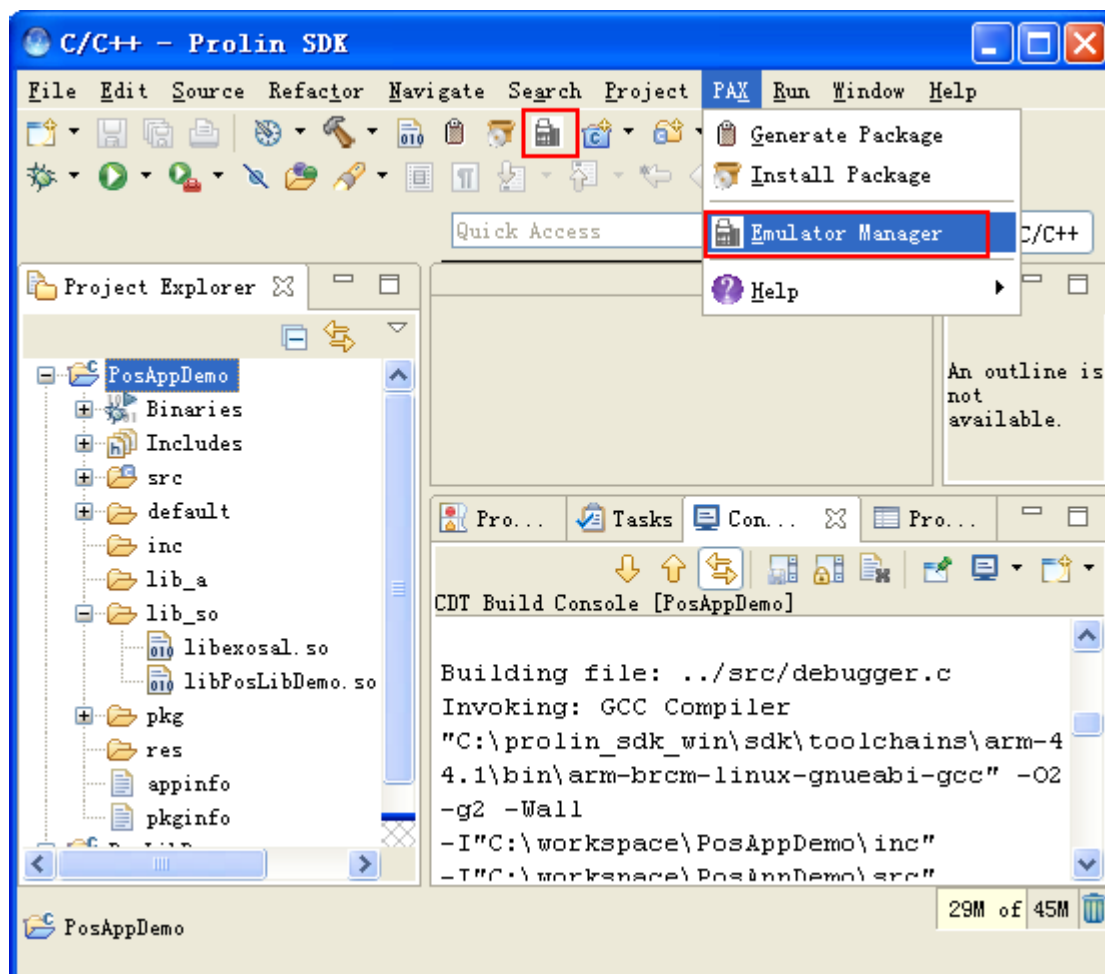 C/C++ - Prolin SDK
File Edit Source Refactor Navigate Search Project PAX Run Window Help
Generate Package
Install Package
Emulator Manager
Help
Quick Access
C/C++
Project Explorer
PosAppDemo
Binaries
Includes
src
default
inc
lib_a
lib_so
libexosal.so
libPosLibDemo.so
pkg
res
appinfo
pkginfo
An outline is
not
available.
Pro... Tasks Con... Pro...
CDT Build Console [PosAppDemo]
Building file: ../src/debugger.c
Invoking: GCC Compiler
"C:\prolin_sdk_win\sdk\toolchains\arm-4
4.1\bin\arm-brcm-linux-gnueabi-gcc" -O2
-g2 -Wall
-I"C:\workspace\PosAppDemo\inc"
-I"C:\workspace\PosAppDemo\src"
29M of 45M
PosAppDemo